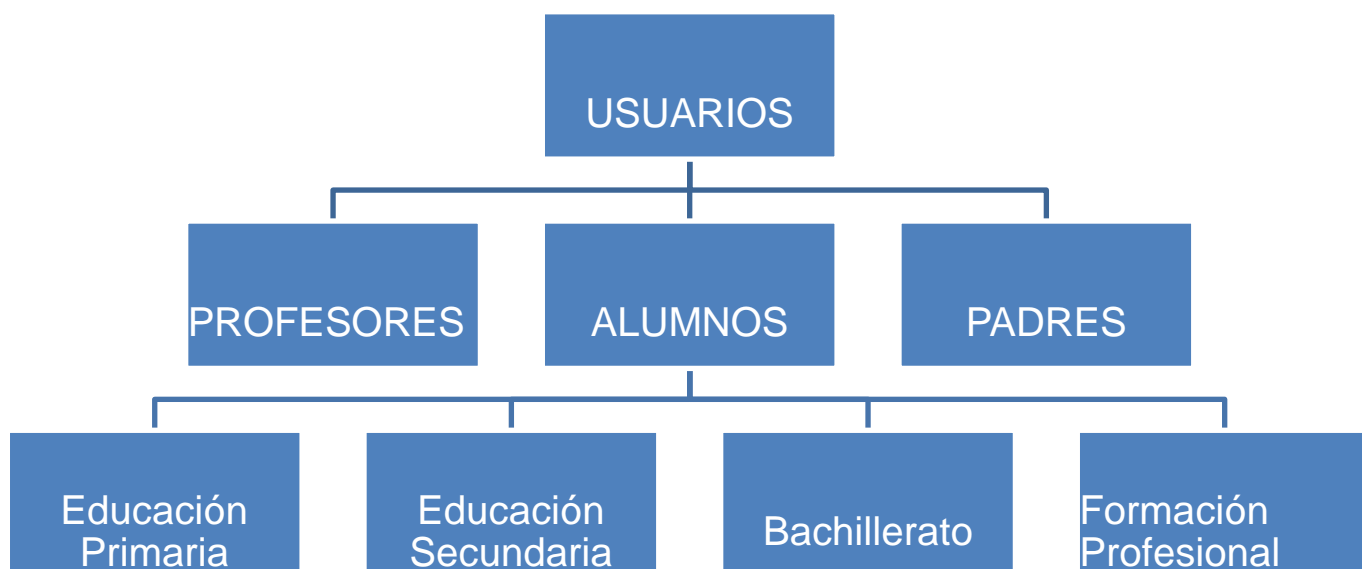 USUARIOS
PROFESORES
ALUMNOS
PADRES
Educación
Primaria
Educación
Secundaria
Bachillerato
Formación
Profesional